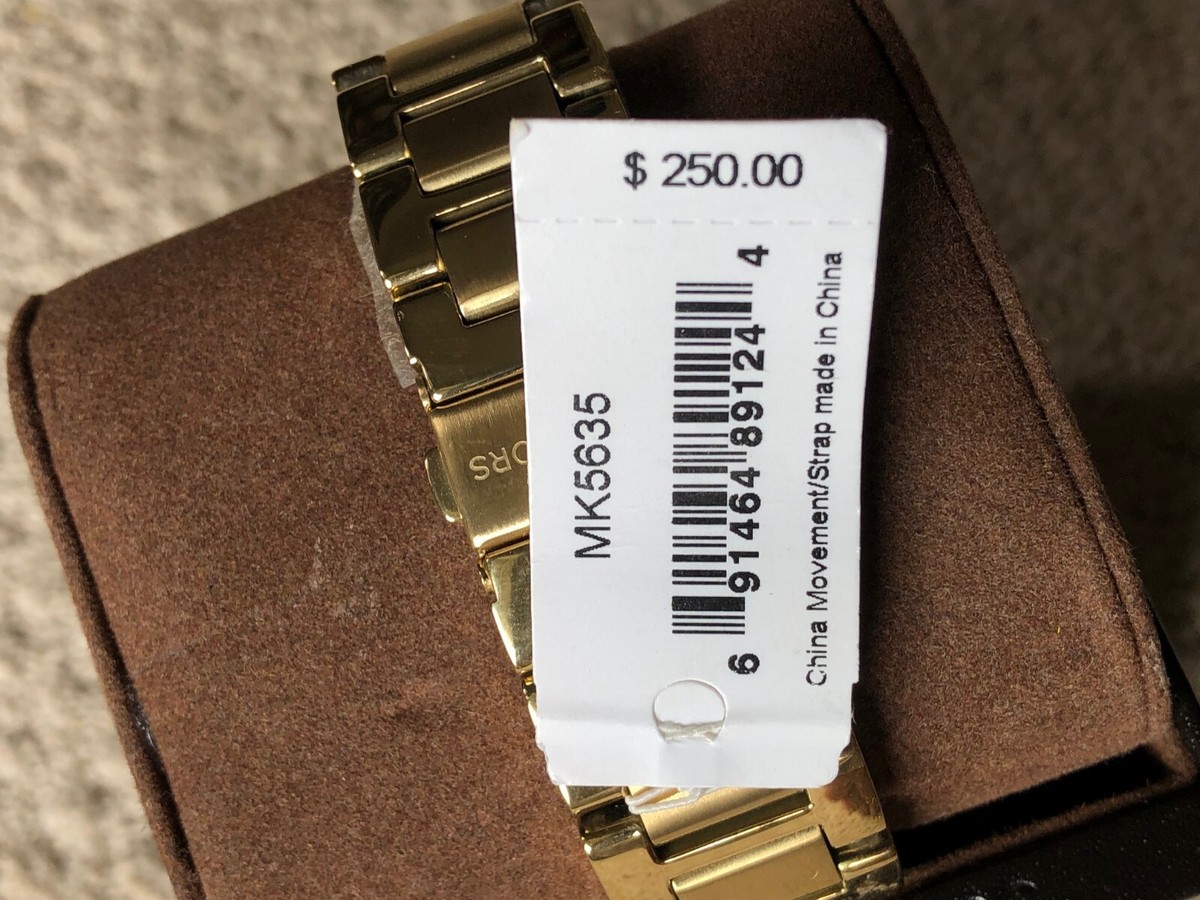 $ 250.00
MK5635
6 91464 89124 4
China Movement/Strap made in China
ORS